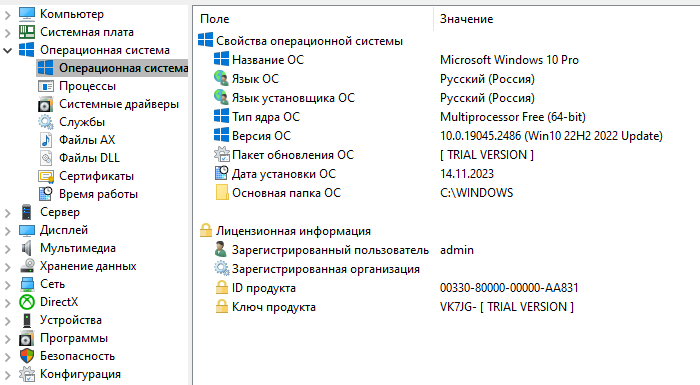 Компьютер
Системная плата
Операционная система
Операционная система
Процессы
Системные драйверы
Службы
Файлы AX
Файлы DLL
Сертификаты
Время работы
Сервер
Дисплей
Мультимедиа
Хранение данных
Сеть
DirectX
Устройства
Программы
Безопасность
Конфигурация
Поле Значение
Свойства операционной системы
Название ОС Microsoft Windows 10 Pro
Язык ОС Русский (Россия)
Язык установщика ОС Русский (Россия)
Тип ядра ОС Multiprocessor Free (64-bit)
Версия ОС 10.0.19045.2486 (Win10 22H2 2022 Update)
Пакет обновления ОС [ TRIAL VERSION ]
Дата установки ОС 14.11.2023
Основная папка ОС C:\WINDOWS
Лицензионная информация
Зарегистрированный пользователь admin
Зарегистрированная организация
ID продукта 00330-80000-00000-AA831
Ключ продукта VK7JG- [ TRIAL VERSION ]